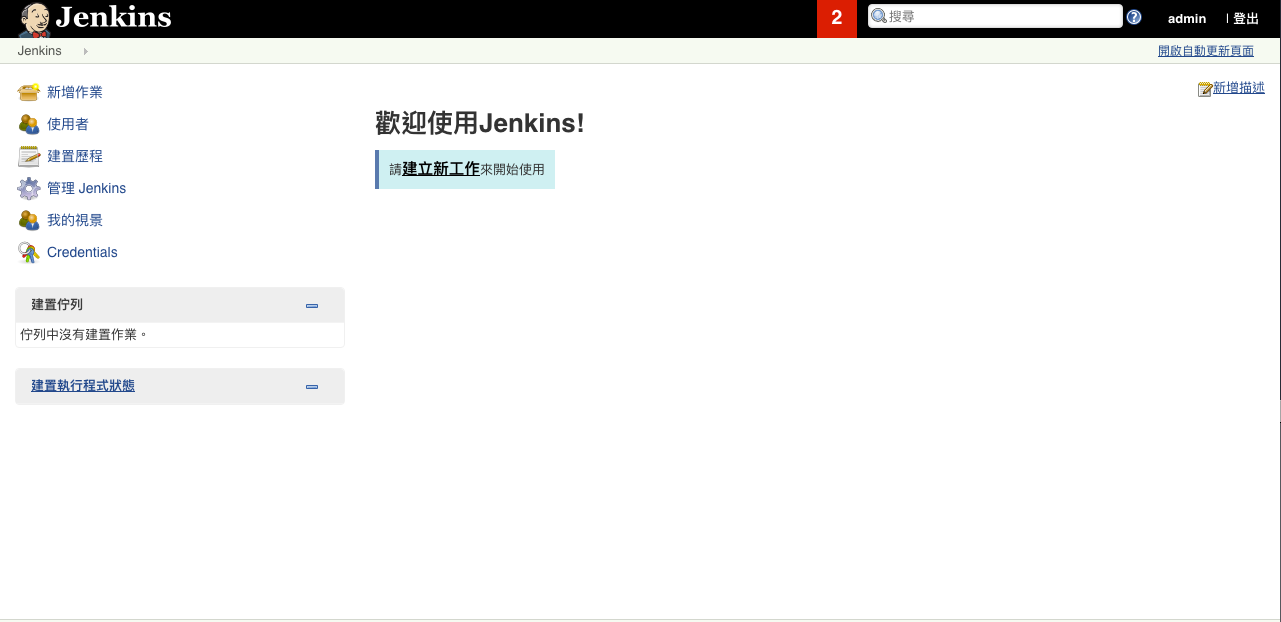 Jenkins
2
搜尋
admin
| 登出
Jenkins
開啟自動更新頁面
新增作業
使用者
建置歷程
管理 Jenkins
我的視景
Credentials
建置佇列
佇列中沒有建置作業。
建置執行程式狀態
新增描述
歡迎使用Jenkins!
請建立新工作來開始使用